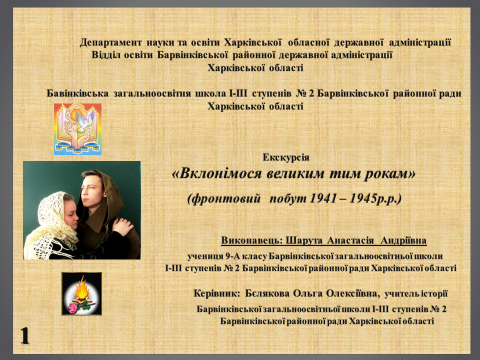 Департамент науки та освіти Харківської обласної державної адміністрації
Відділ освіти Барвінківської районної державної адміністрації
Харківської області
Бавінківська загальноосвітня школа І-ІІІ ступенів № 2 Барвінківської районної ради
Харківської області
Екскурсія
«Вклонімося великим тим рокам»
(фронтовий побут 1941 – 1945р.р.)
Виконавець: Шарута Анастасія Андріївна
учениця 9-А класу Барвінківської загальноосвітньої школи
І-ІІІ ступенів № 2 Барвінківської районної ради Харківської області
Керівник: Бєлякова Ольга Олексіївна, учитель історії
Барвінківської загальноосвітньої школи І-ІІІ ступенів № 2
Барвінківської районної ради Харківської області
1